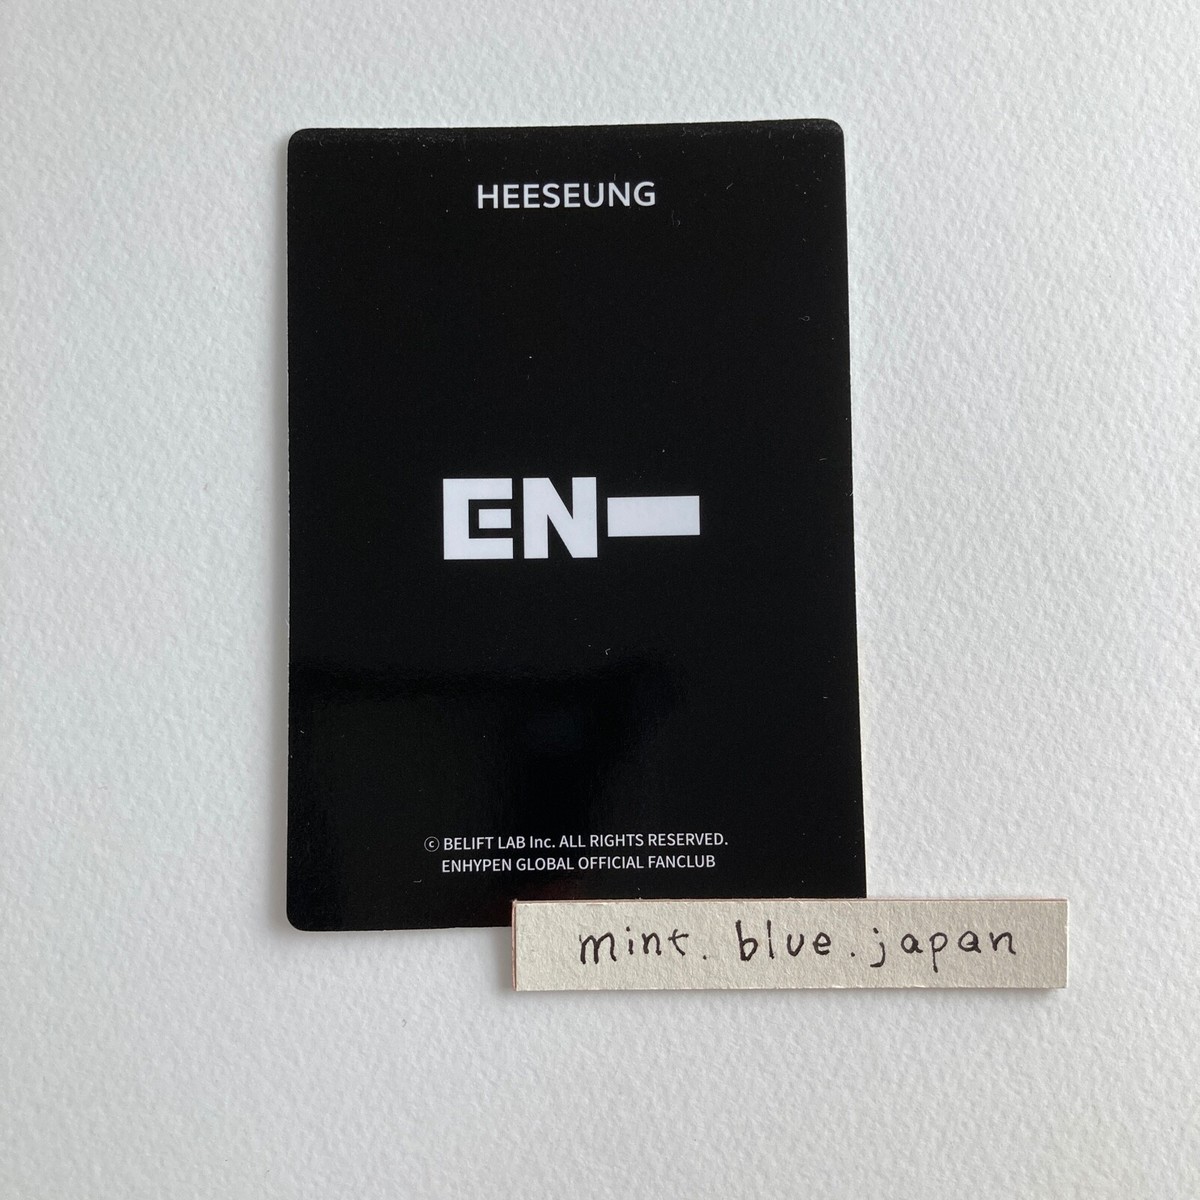 HEESEUNG
EN-
ⓒ BELIFT LAB Inc. ALL RIGHTS RESERVED.
ENHYPEN GLOBAL OFFICIAL FANCLUB
mint. blue. japan